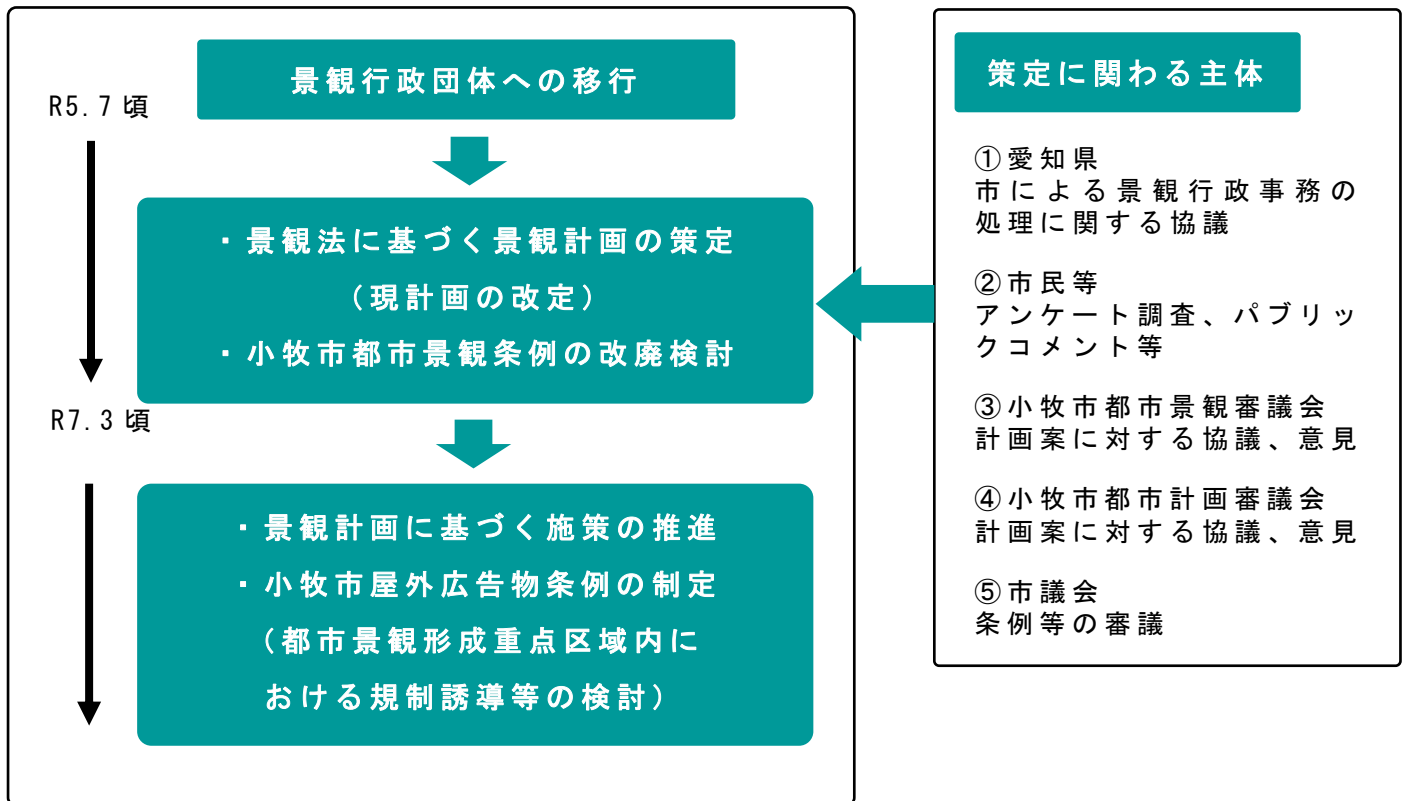 景観行政団体への移行
R5.7頃
・景観法に基づく景観計画の策定
（現計画の改定）
・小牧市都市景観条例の改廃検討
R7.3頃
・景観計画に基づく施策の推進
・小牧市屋外広告物条例の制定
（都市景観形成重点区域内に
おける規制誘導等の検討）
策定に関わる主体
①愛知県
市による景観行政事務の
処理に関する協議
②市民等
アンケート調査、パブリッ
クコメント等
③小牧市都市景観審議会
計画案に対する協議、意見
④小牧市都市計画審議会
計画案に対する協議、意見
⑤市議会
条例等の審議